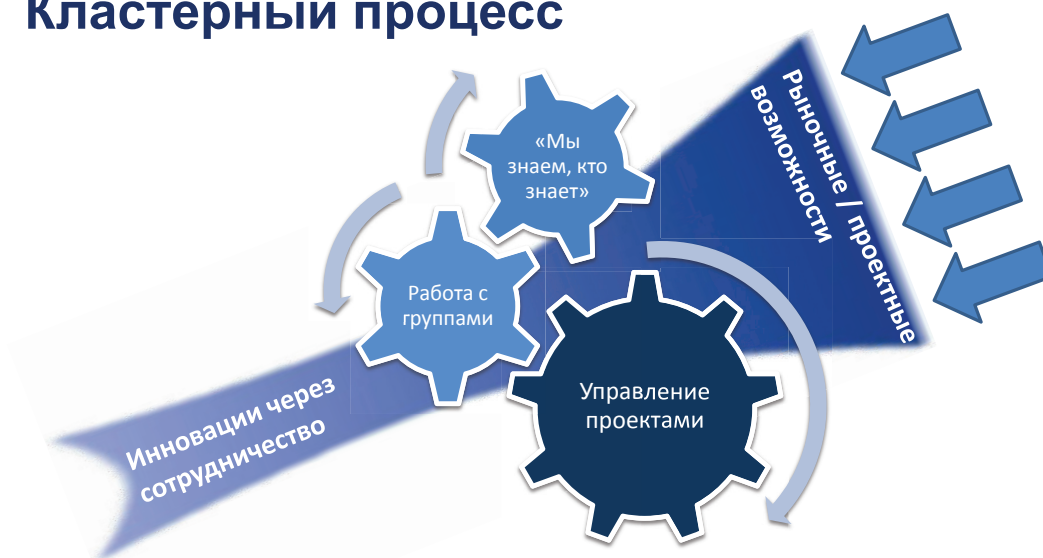 Кластерный процесс
«Мы
знаем, кто
знает»
Рыночные / проектные
возможности
Работа с
группами
Управление
проектами
Инновации через
сотрудничество